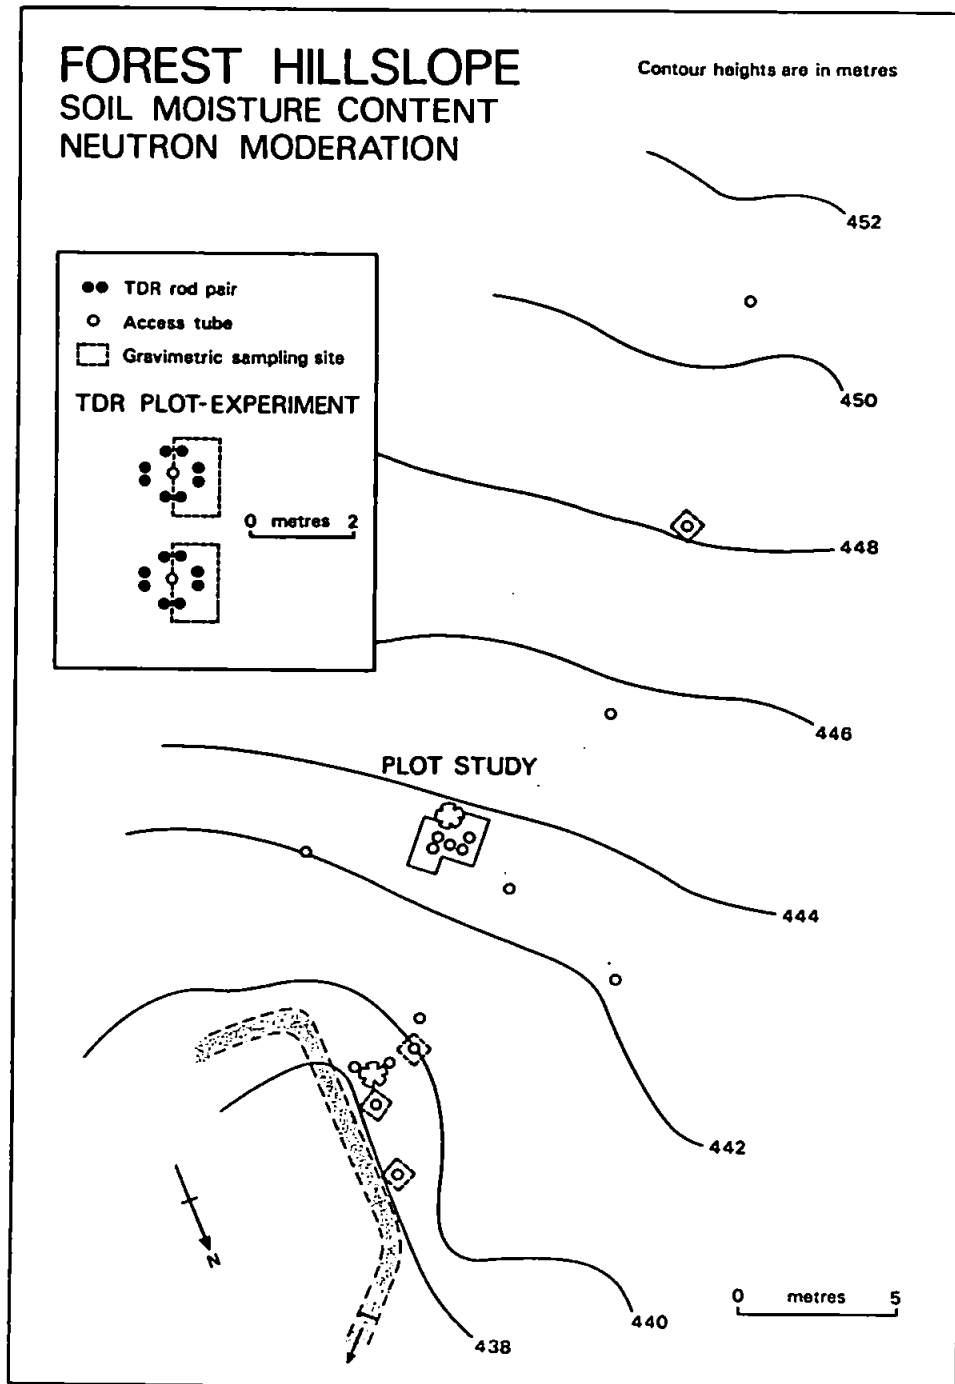 FOREST HILLSLOPE
SOIL MOISTURE CONTENT
NEUTRON MODERATION
Contour heights are in metres
452
TDR rod pair
Access tube
Gravimetric sampling site
TDR PLOT-EXPERIMENT
0 metres 2
450
448
446
PLOT STUDY
444
442
N
0 metres 5
440
438